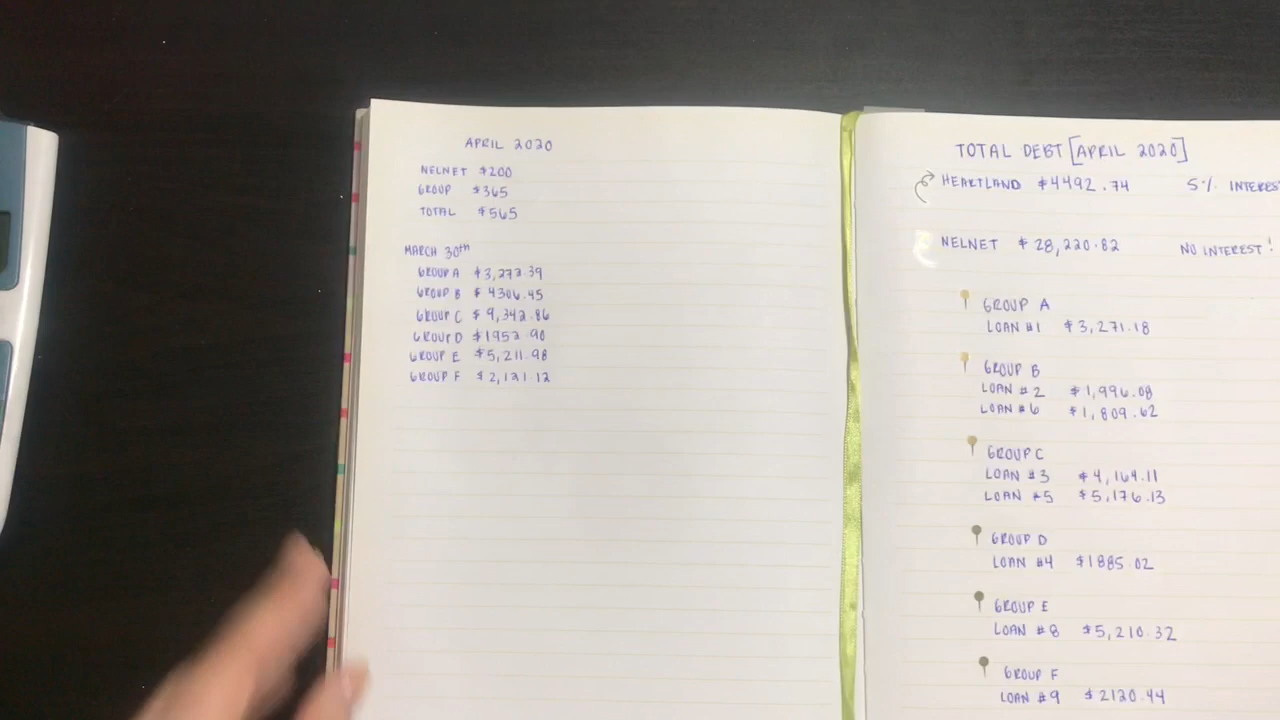 APRIL 2020
NELNET $200
GROUP $365
TOTAL $565
MARCH 30th
GROUP A $3,272.39
GROUP B $4306.45
GROUP C $9,342.86
GROUP D $1952.90
GROUP E $5,211.98
GROUP F $2,121.12
TOTAL DEBT [APRIL 2020]
HEARTLAND $4492.74 5% INTEREST
NELNET $28,220.82 NO INTEREST!
GROUP A
LOAN #1 $3,271.18
GROUP B
LOAN #2 $1,996.08
LOAN #6 $1,809.62
GROUP C
LOAN #3 $4,164.11
LOAN #5 $5,176.13
GROUP D
LOAN #4 $1885.02
GROUP E
LOAN #8 $5,210.32
GROUP F
LOAN #9 $2120.44